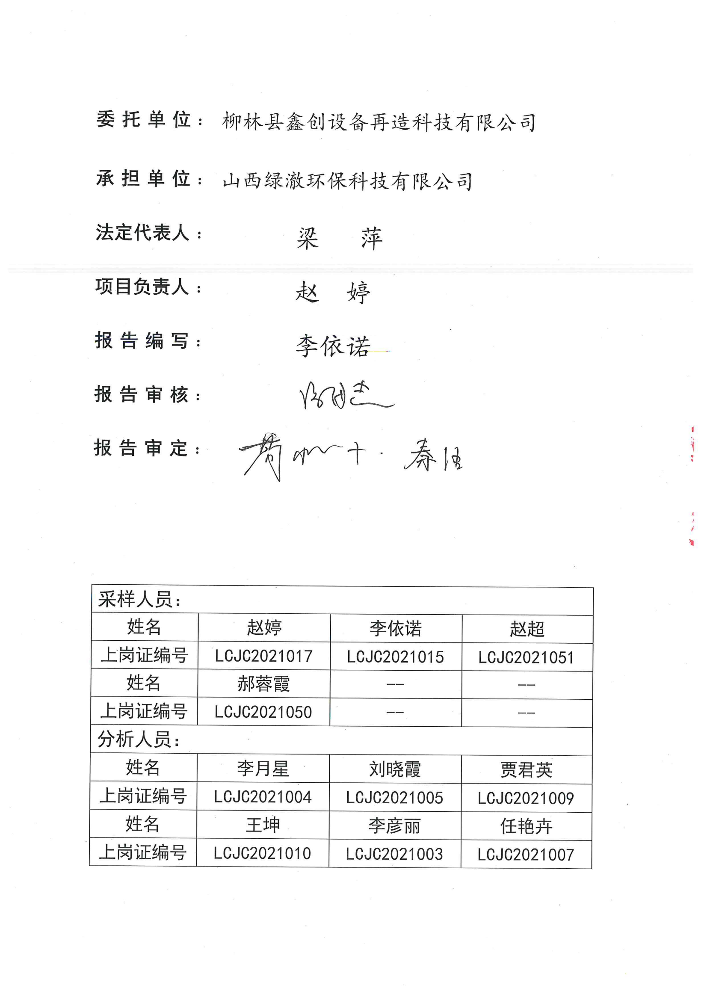 委托单位： 柳林县鑫创设备再造科技有限公司
承担单位： 山西绿澈环保科技有限公司
法定代表人： 梁 萍
项目负责人： 赵 婷
报告编写： 李依诺
报告审核：
报告审定：
采样人员：
姓名 赵婷 李依诺 赵超
上岗证编号 LCJC2021017 LCJC2021015 LCJC2021051
姓名 郝蓉霞 -- --
上岗证编号 LCJC2021050 -- --
分析人员：
姓名 李月星 刘晓霞 贾君英
上岗证编号 LCJC2021004 LCJC2021005 LCJC2021009
姓名 王坤 李彦丽 任艳卉
上岗证编号 LCJC2021010 LCJC2021003 LCJC2021007